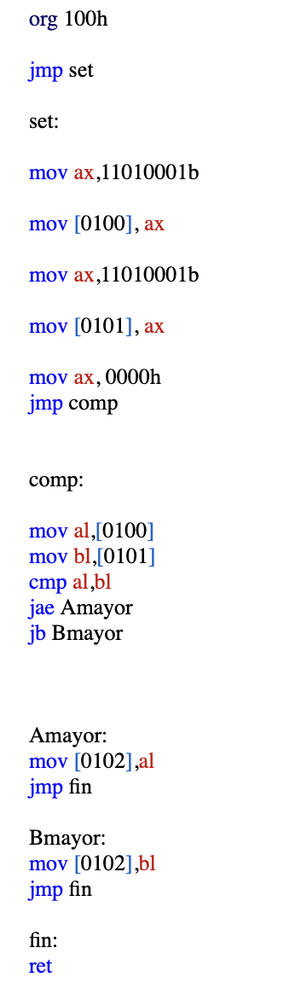 org 100h
jmp set
set:
mov ax,11010001b
mov [0100], ax
mov ax,11010001b
mov [0101], ax
mov ax, 0000h
jmp comp
comp:
mov al,[0100]
mov bl,[0101]
cmp al,bl
jae Amayor
jb Bmayor
Amayor:
mov [0102],al
jmp fin
Bmayor:
mov [0102],bl
jmp fin
fin:
ret